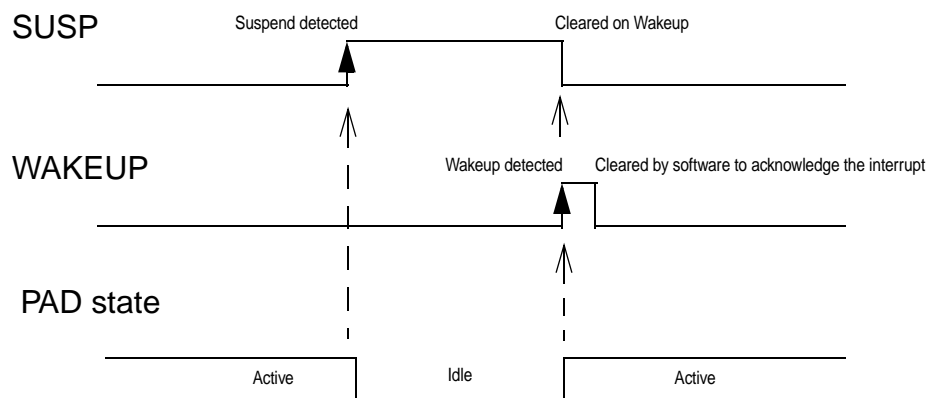 SUSP
Suspend detected
Cleared on Wakeup
WAKEUP
Wakeup detected
Cleared by software to acknowledge the interrupt
PAD state
Active
Idle
Active